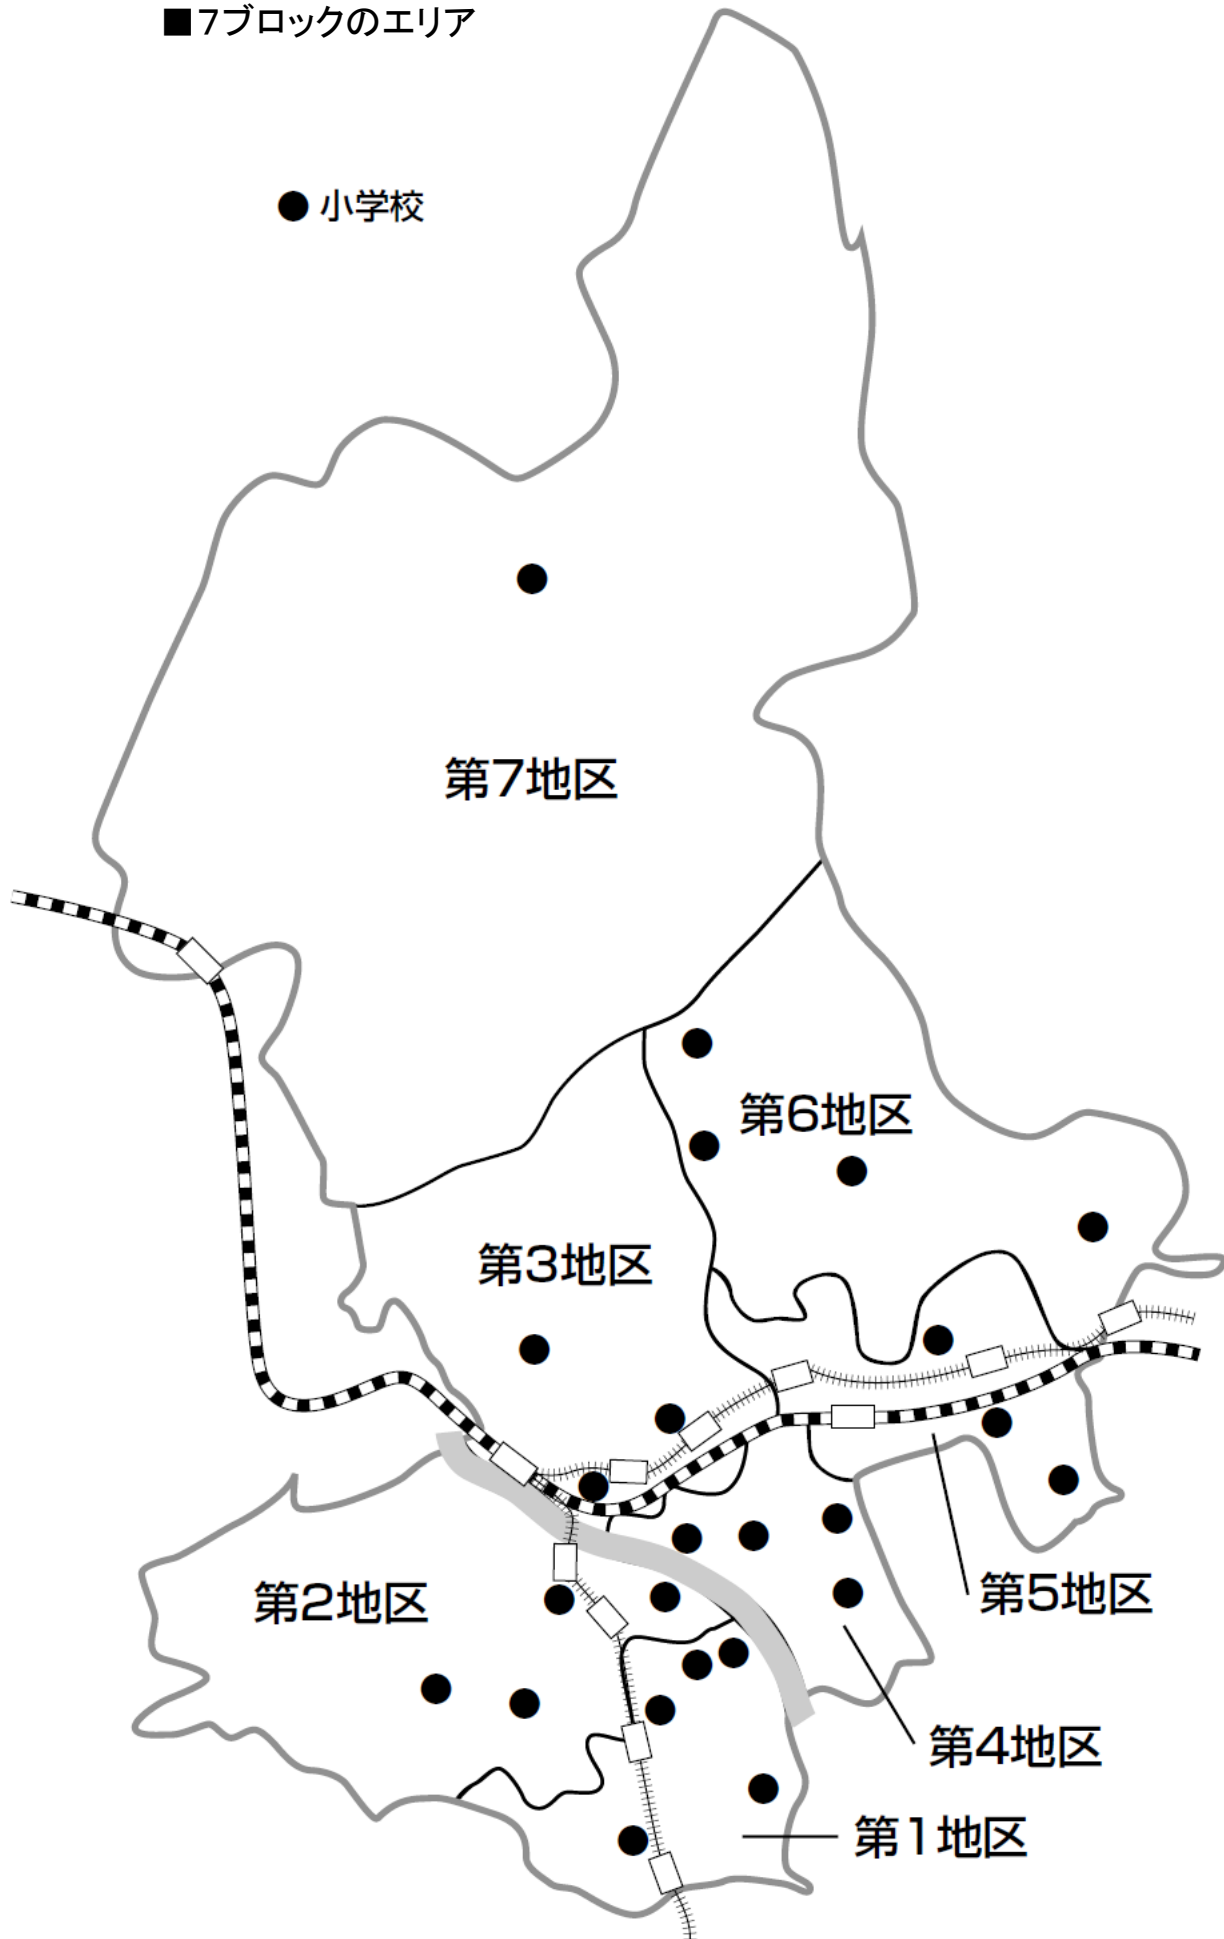 ■7ブロックのエリア
● 小学校
第7地区
第6地区
第3地区
第2地区
第5地区
第4地区
第1地区